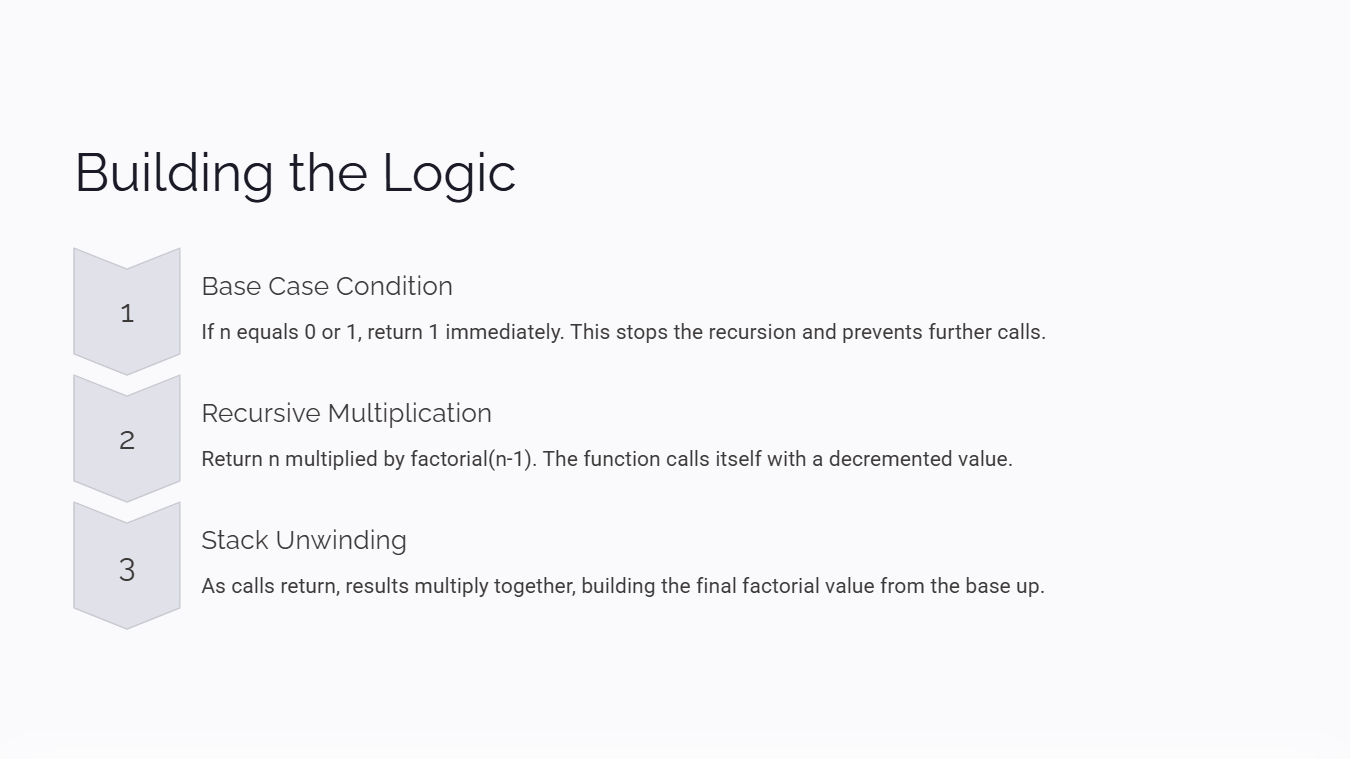 Building the Logic
1
Base Case Condition
If n equals 0 or 1, return 1 immediately. This stops the recursion and prevents further calls.
2
Recursive Multiplication
Return n multiplied by factorial(n-1). The function calls itself with a decremented value.
3
Stack Unwinding
As calls return, results multiply together, building the final factorial value from the base up.